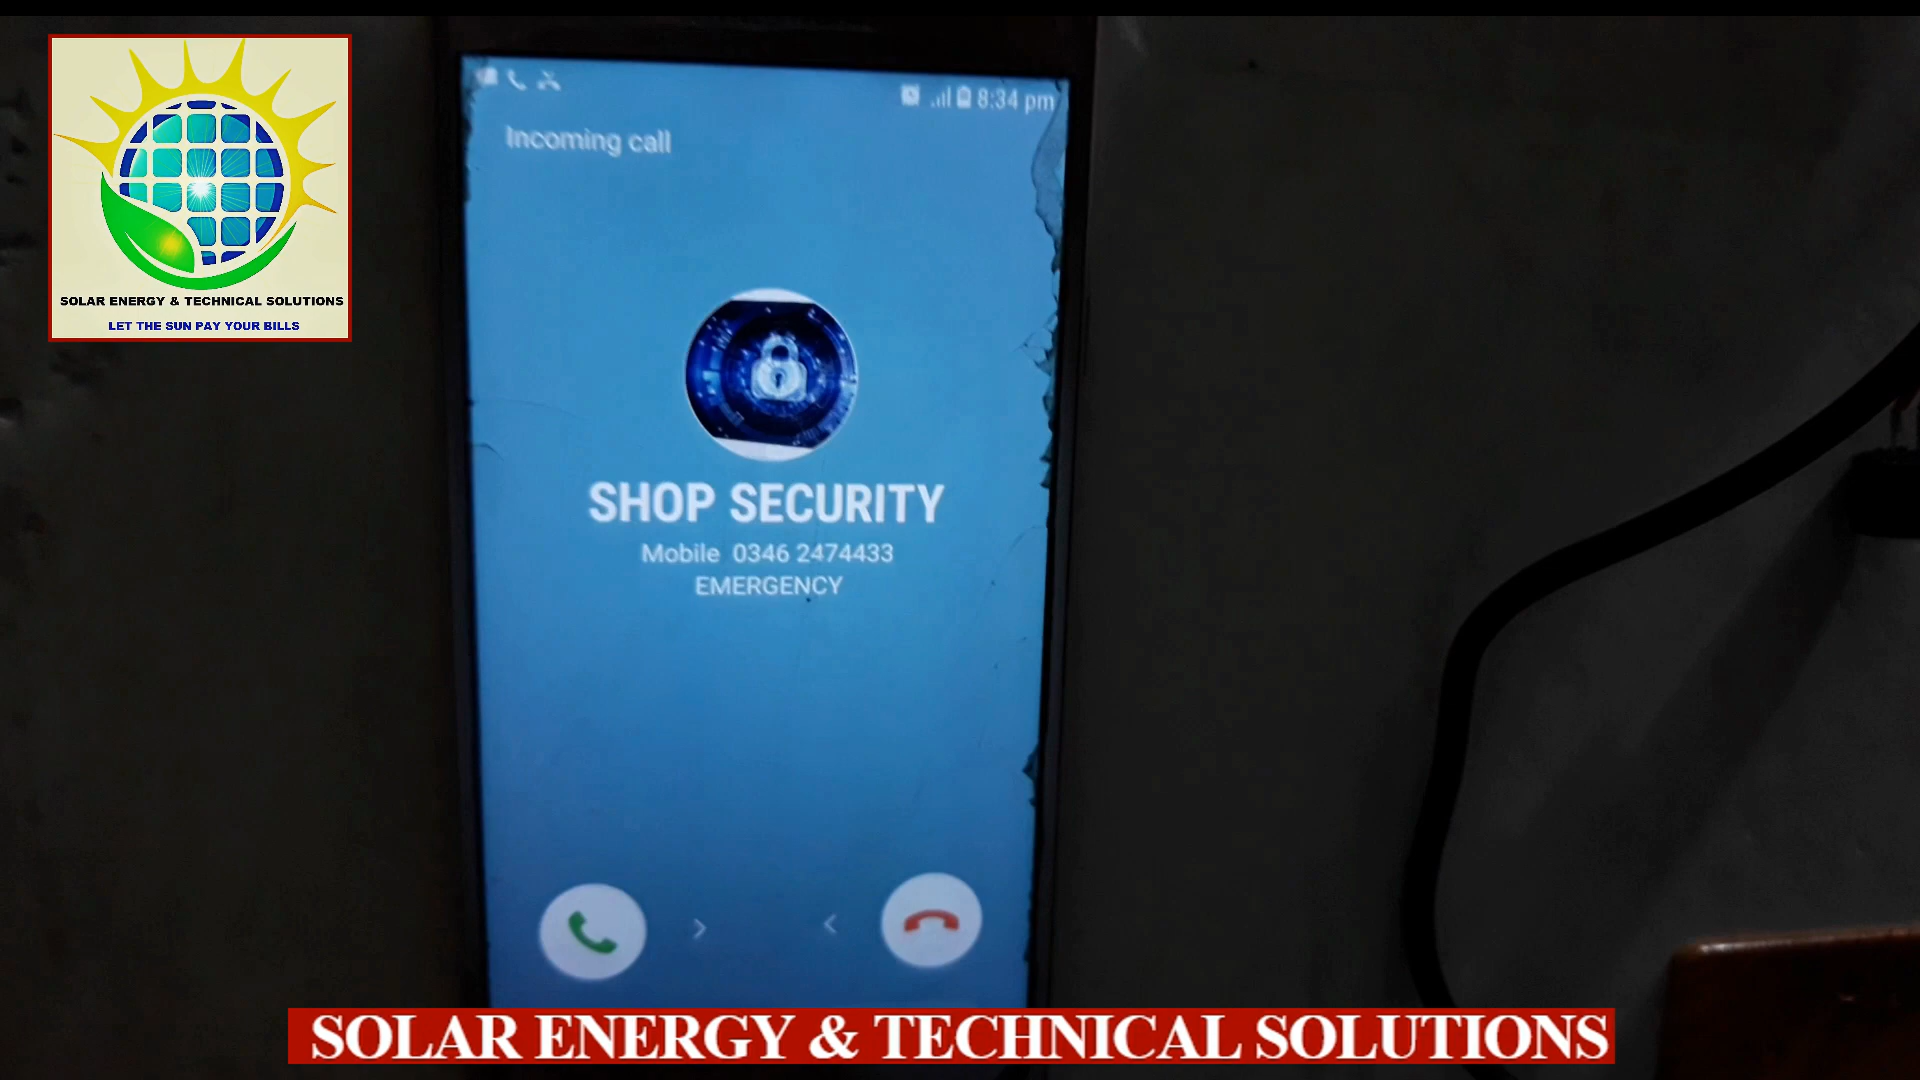 SOLAR ENERGY & TECHNICAL SOLUTIONS
LET THE SUN PAY YOUR BILLS
8:34 pm
Incoming call
SHOP SECURITY
Mobile 0346 2474433
EMERGENCY
SOLAR ENERGY & TECHNICAL SOLUTIONS